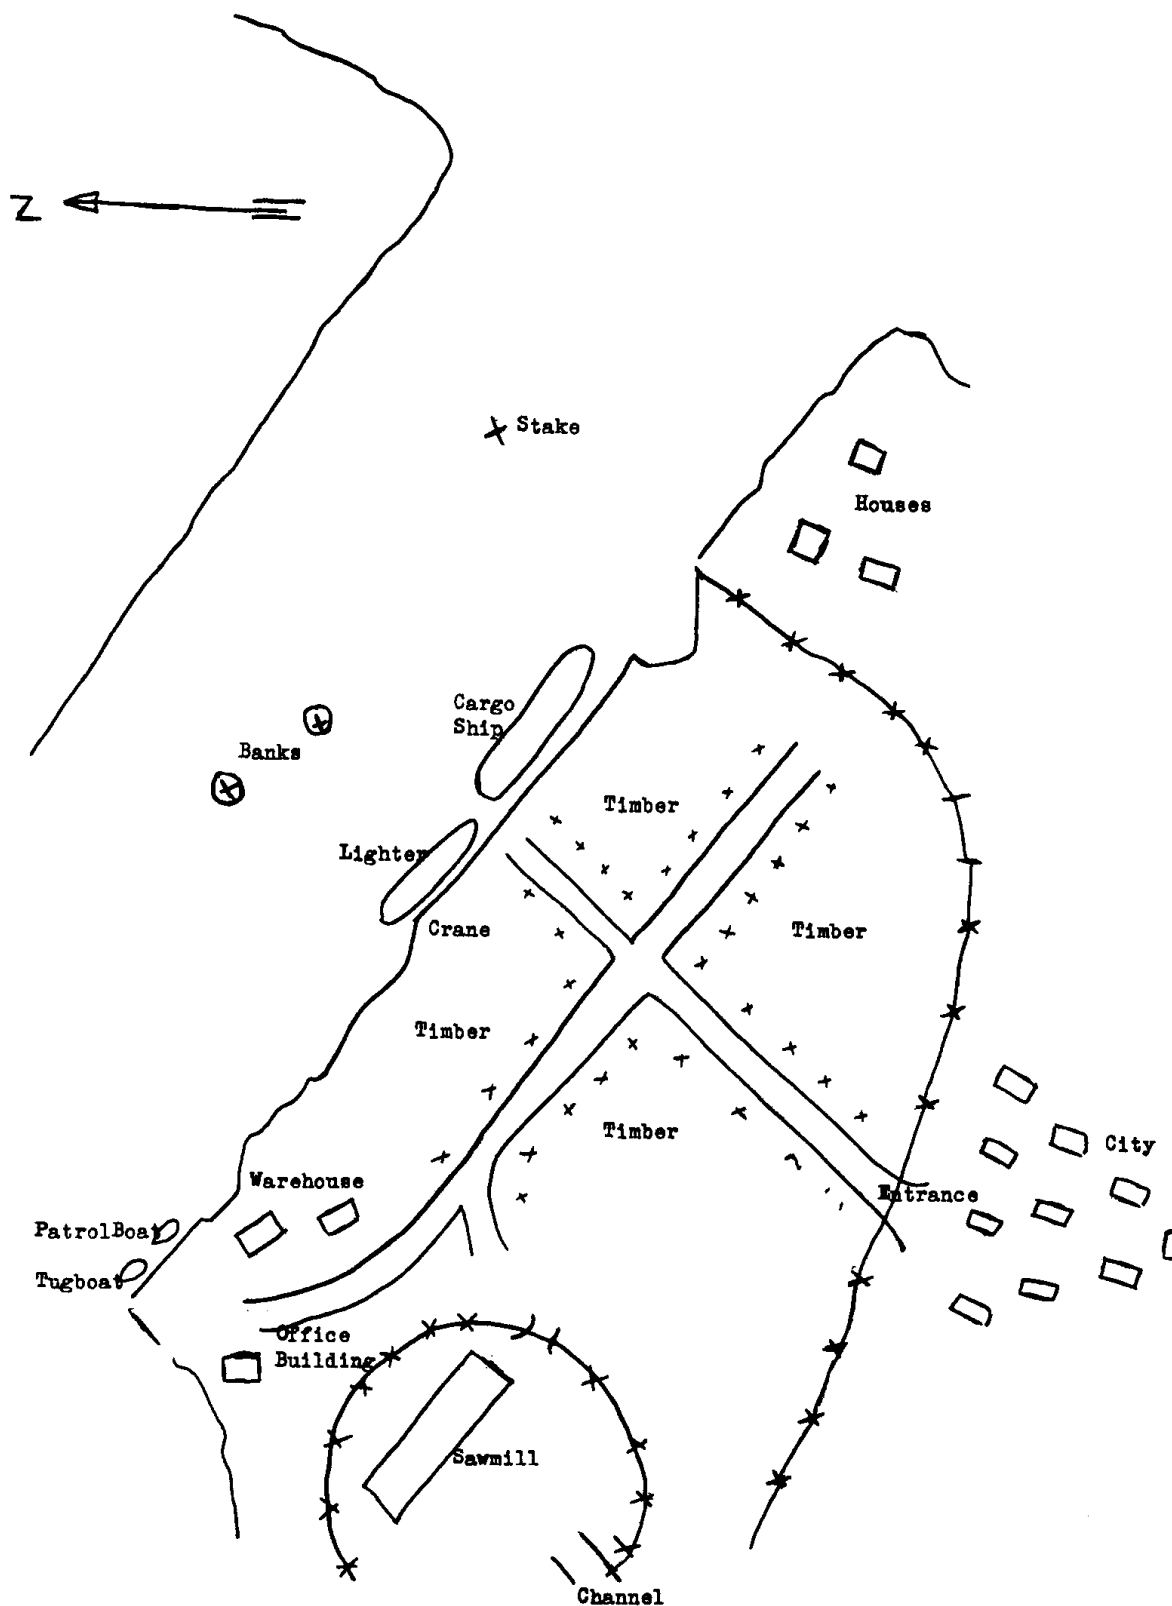 N
Stake
Houses
Cargo
Ship
Banks
Timber
Lighter
Crane
Timber
Timber
Timber
City
Warehouse
Entrance
PatrolBoat
Tugboat
Office
Building
Sawmill
Channel